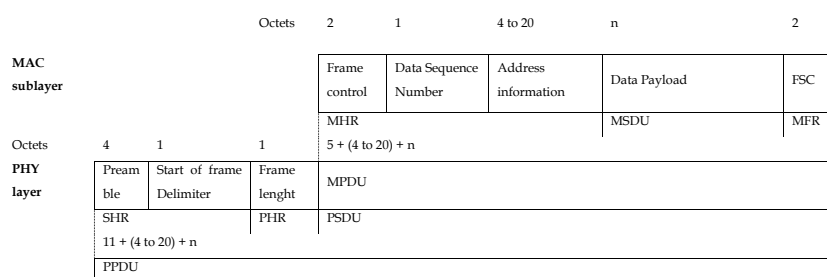 Octets 2 1 4 to 20 n 2
MAC sublayer
Frame control
Data Sequence Number
Address information
Data Payload
FSC
MHR MSDU MFR
Octets 4 1 1 5 + (4 to 20) + n
PHY layer
Pream ble
Start of frame Delimiter
Frame lenght
MPDU
SHR PHR PSDU
11 + (4 to 20) + n
PPDU